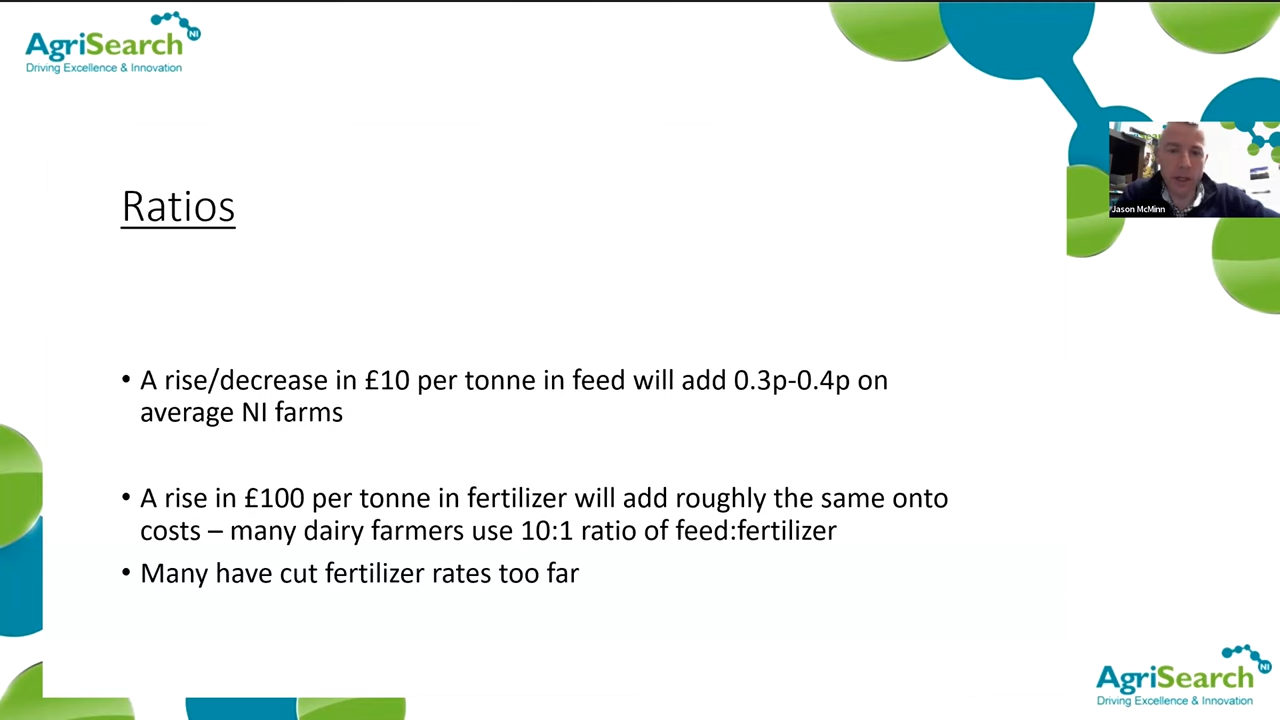 AgriSearch NI
Driving Excellence & Innovation
Jason McMinn
Ratios
• A rise/decrease in £10 per tonne in feed will add 0.3p-0.4p on
average NI farms
• A rise in £100 per tonne in fertilizer will add roughly the same onto
costs – many dairy farmers use 10:1 ratio of feed:fertilizer
• Many have cut fertilizer rates too far
AgriSearch NI
Driving Excellence & Innovation